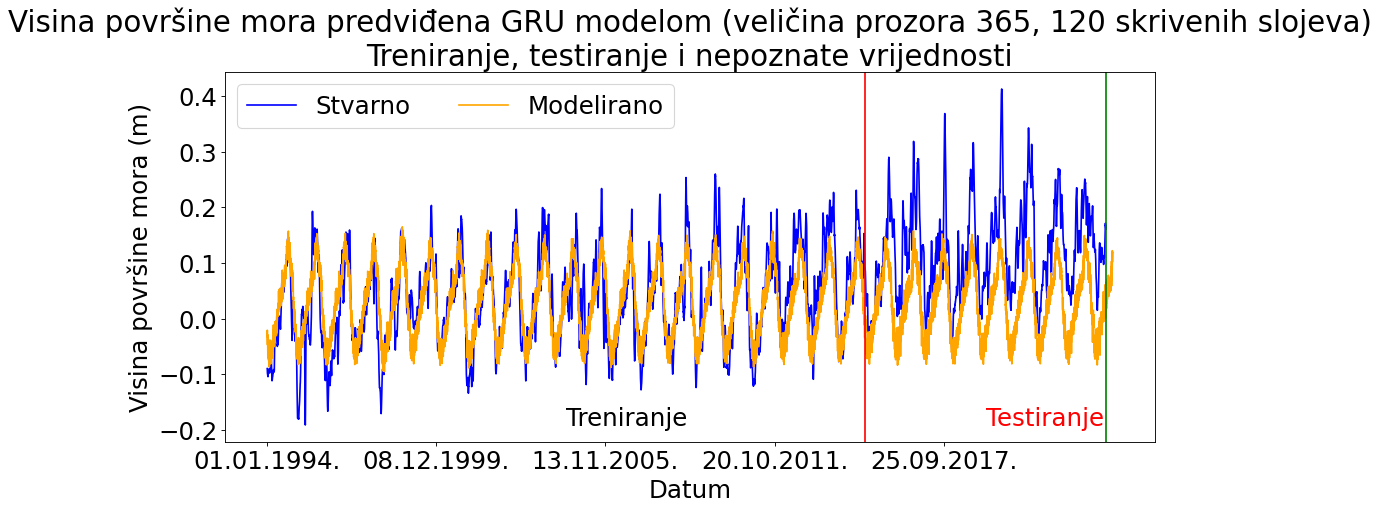 Visina površine mora predviđena GRU modelom (veličina prozora 365, 120 skrivenih slojeva)
Treniranje, testiranje i nepoznate vrijednosti
Stvarno
Modelirano
Visina površine mora (m)
0.4
0.3
0.2
0.1
0.0
−0.1
−0.2
Treniranje
Testiranje
01.01.1994.
08.12.1999.
13.11.2005.
20.10.2011.
25.09.2017.
Datum